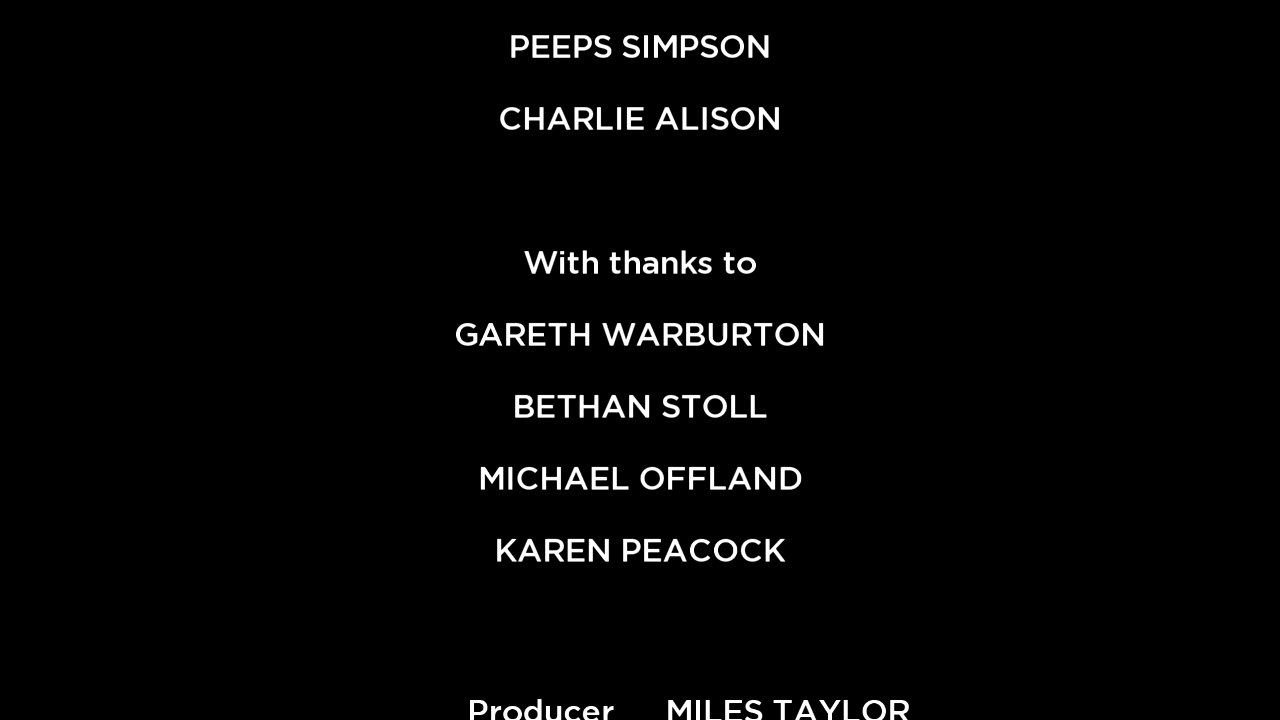 PEEPS SIMPSON
CHARLIE ALISON
With thanks to
GARETH WARBURTON
BETHAN STOLL
MICHAEL OFFLAND
KAREN PEACOCK
Producer MILES TAYLOR